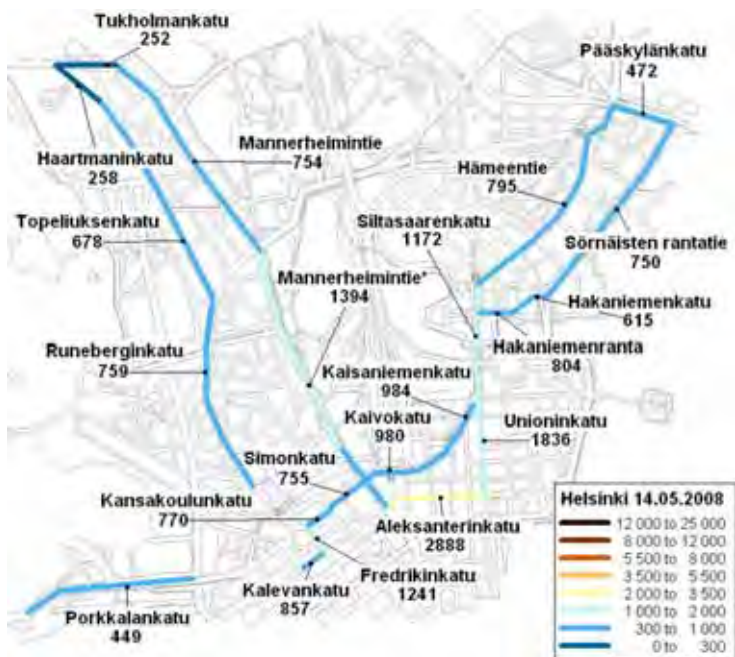 Tukholmankatu
252
Pääskylänkatu
472
Mannerheimintie
754
Haartmaninkatu
258
Hämeentie
795
Topeliuksenkatu
678
Siltasaarenkatu
1172
Sörnäisten rantatie
750
Mannerheimintie*
1394
Hakaniemenkatu
615
Runeberginkatu
759
Hakaniemenranta
804
Kaisaniemenkatu
984
Kaivokatu
980
Unioninkatu
1836
Simonkatu
755
Kansakoulunkatu
770
Aleksanterinkatu
2888
Kalevankatu
857
Fredrikinkatu
1241
Porkkalankatu
449
Helsinki 14.05.2008
12 000 to 25 000
8 000 to 12 000
5 500 to 8 000
3 500 to 5 500
2 000 to 3 500
1 000 to 2 000
300 to 1 000
0 to 300